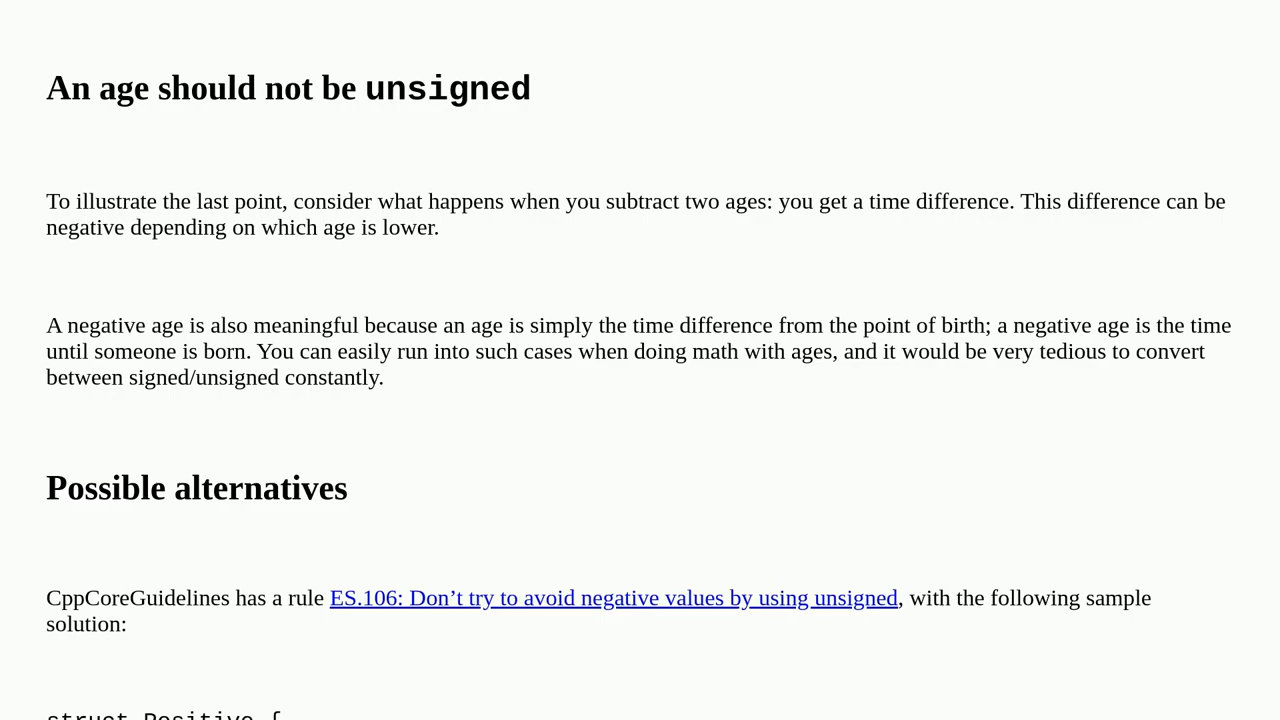 An age should not be unsigned
To illustrate the last point, consider what happens when you subtract two ages: you get a time difference. This difference can be
negative depending on which age is lower.
A negative age is also meaningful because an age is simply the time difference from the point of birth; a negative age is the time
until someone is born. You can easily run into such cases when doing math with ages, and it would be very tedious to convert
between signed/unsigned constantly.
Possible alternatives
CppCoreGuidelines has a rule ES.106: Don’t try to avoid negative values by using unsigned, with the following sample
solution:
struct Positive {